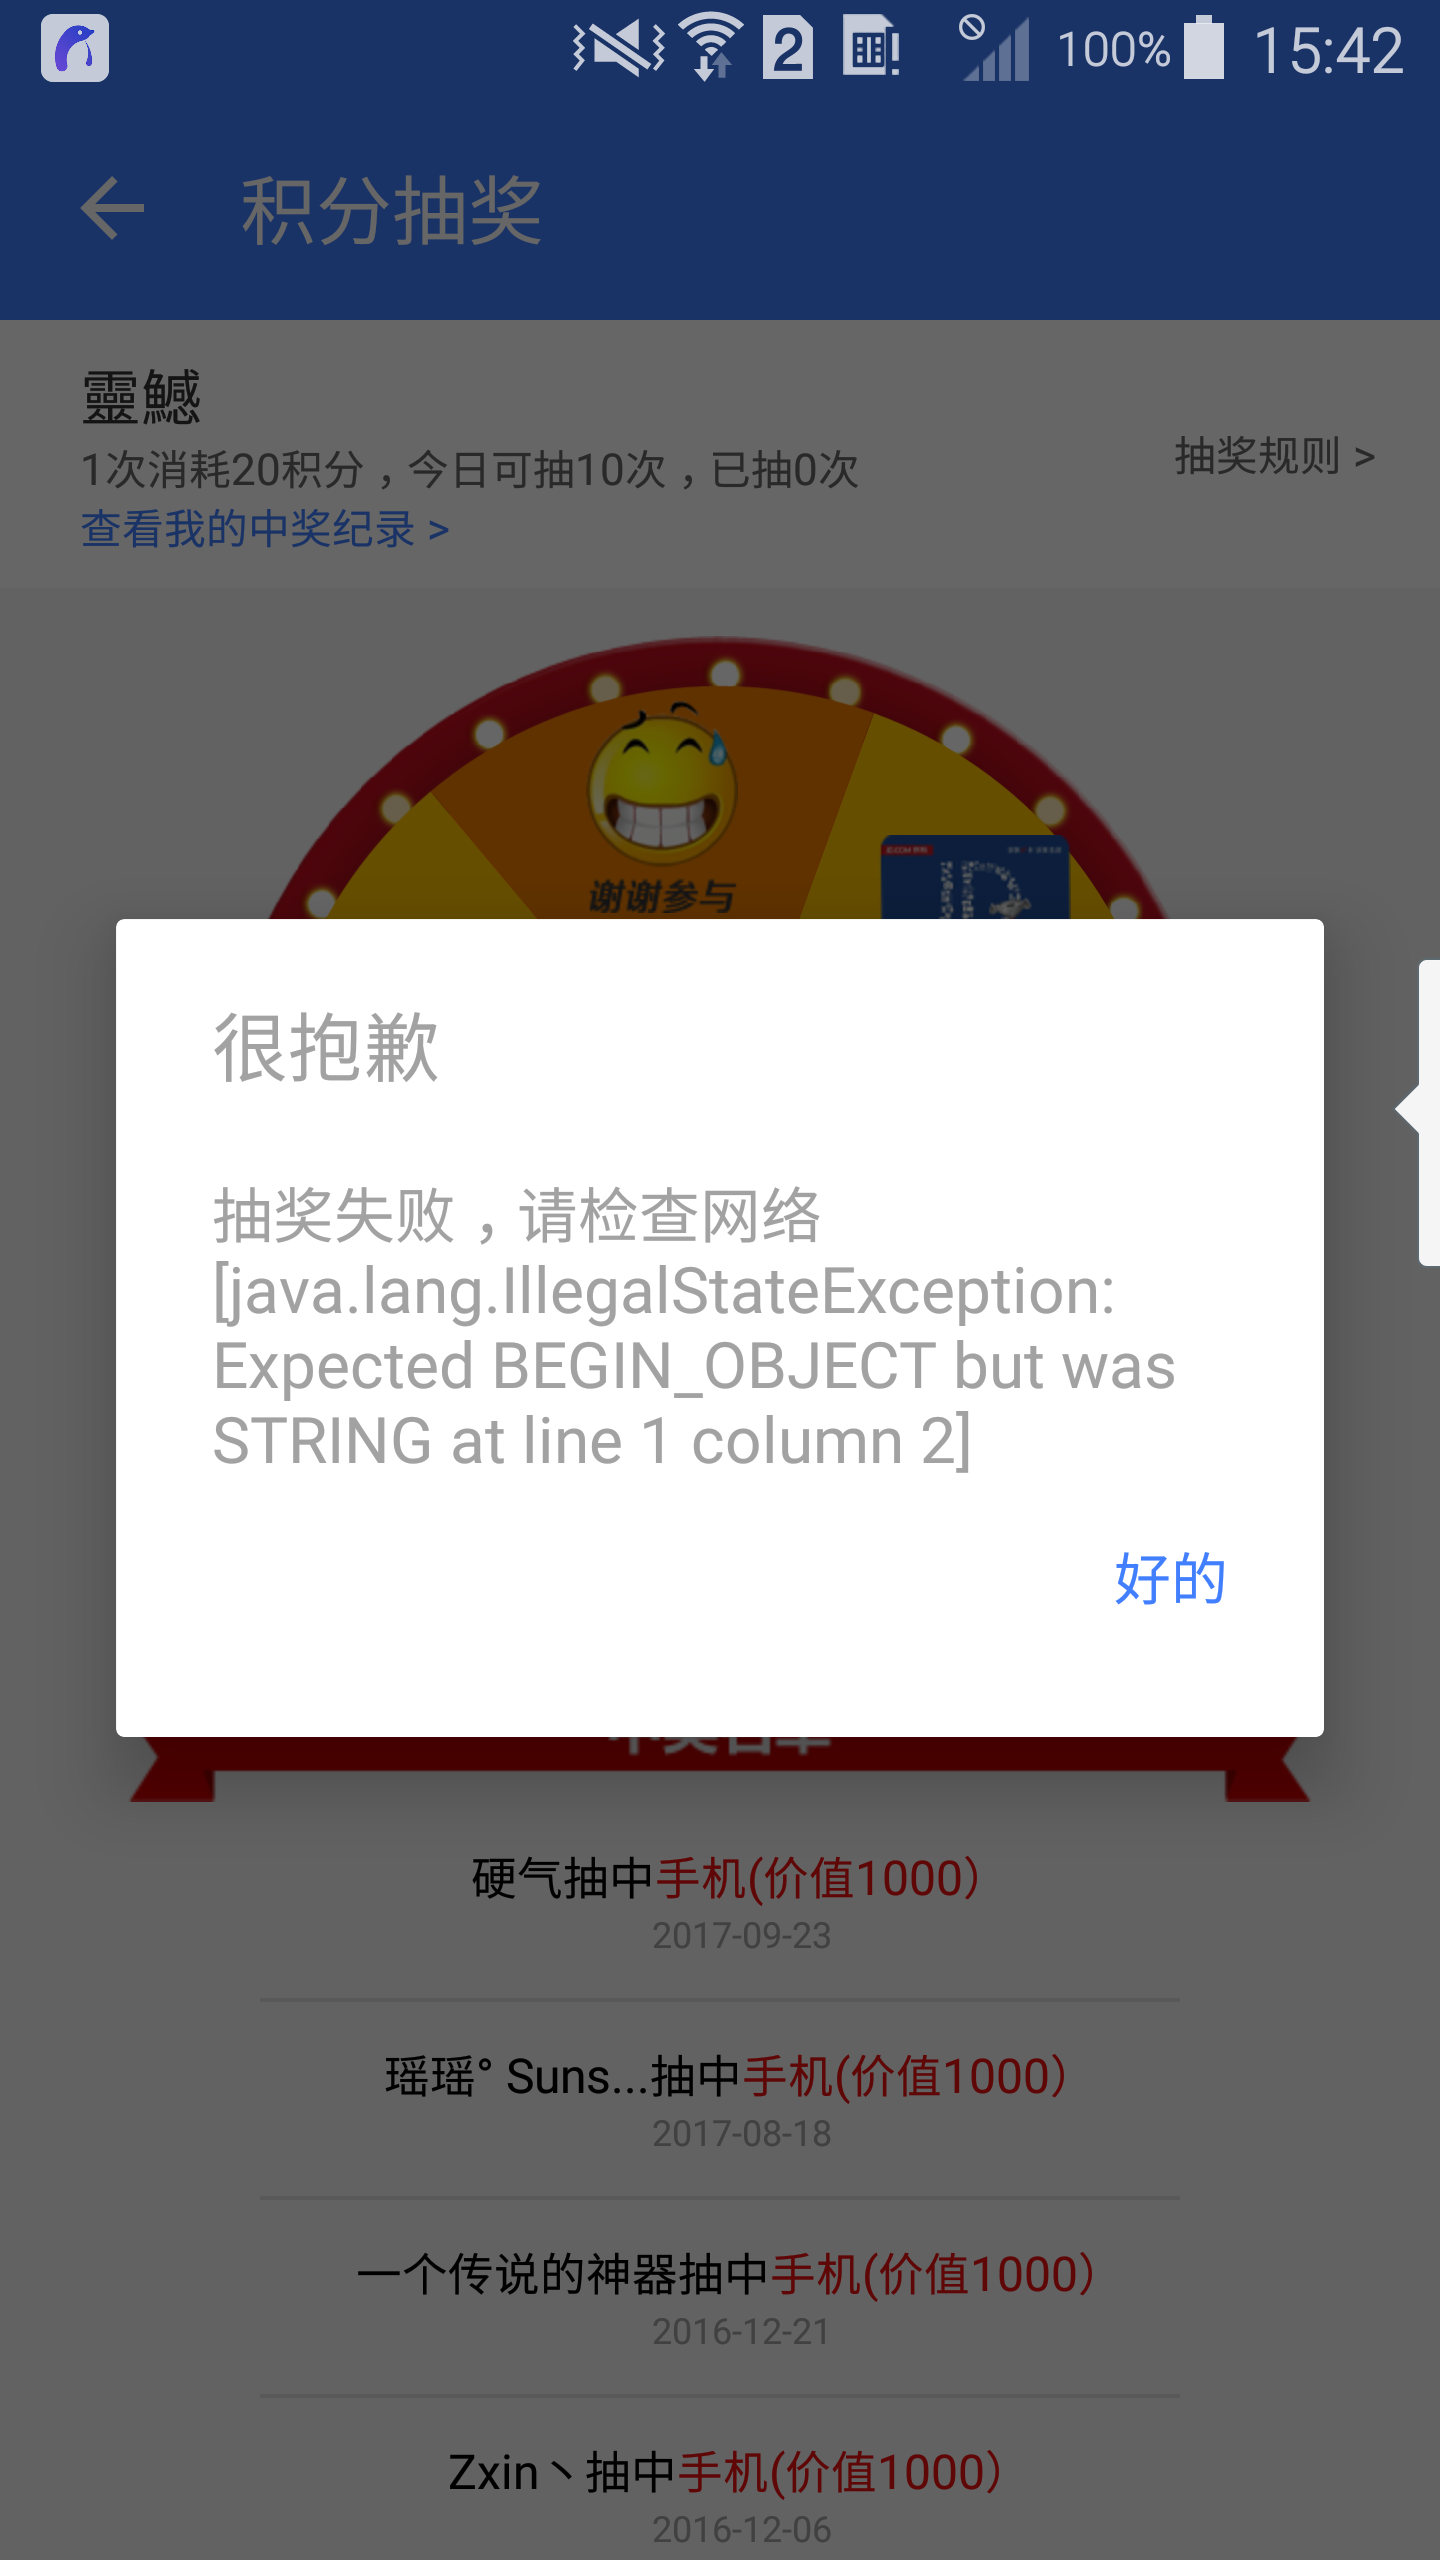 2
100%
15:42
积分抽奖
靈鱤
1次消耗20积分，今日可抽10次，已抽0次
抽奖规则 >
查看我的中奖纪录 >
谢谢参与
很抱歉
抽奖失败，请检查网络
[java.lang.IllegalStateException:
Expected BEGIN_OBJECT but was
STRING at line 1 column 2]
好的
硬气抽中手机(价值1000）
2017-09-23
瑶瑶° Suns...抽中手机(价值1000）
2017-08-18
一个传说的神器抽中手机(价值1000）
2016-12-21
Zxin丶抽中手机(价值1000）
2016-12-06